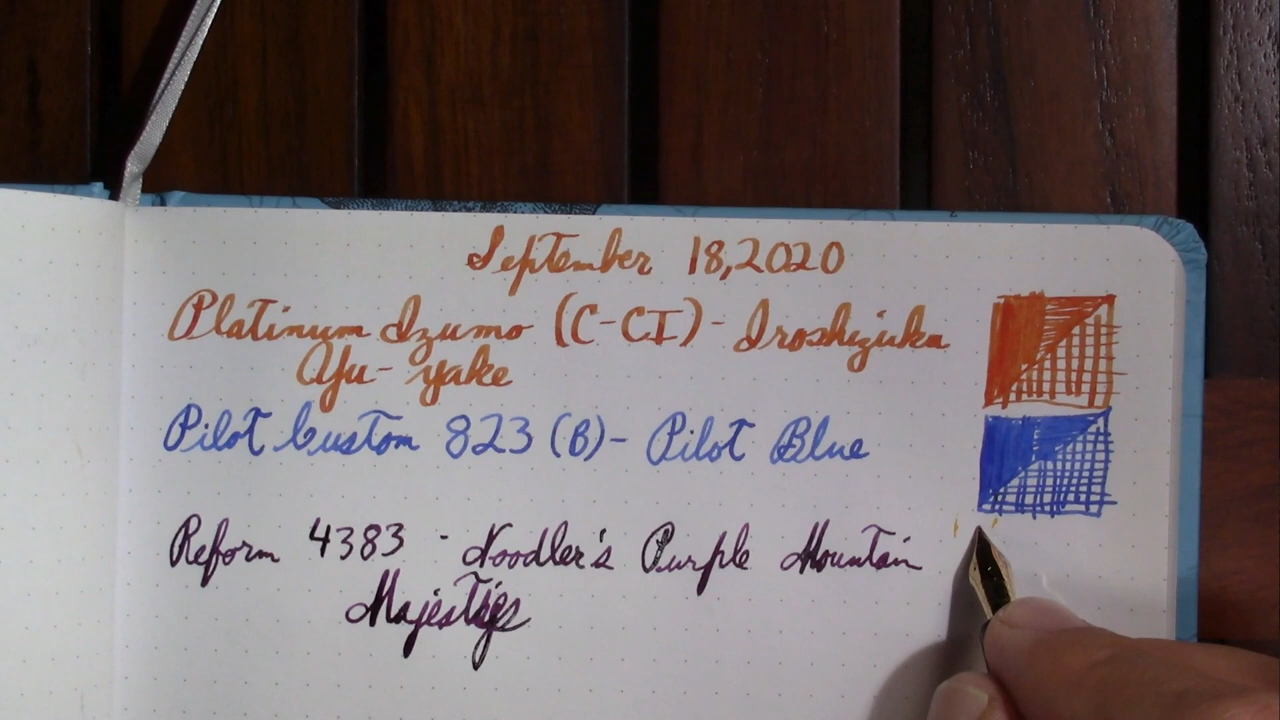 September 18, 2020
Platinum Izumo (C-CI) - Iroshizuku
Yu-yake
Pilot Custom 823 (B) - Pilot Blue
Reform 4383 - Noodler's Purple Mountain
Majesties